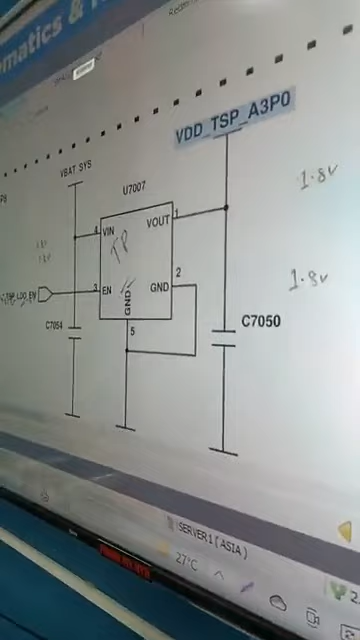 VDD_TSP_A3P0
VBAT_SYS
U7007
1.8v
4 VIN
VOUT 1
TP
2
GND
1.8v
3 EN
GND
5
C7054
C7050
SERVER1 (ASIA)
27°C